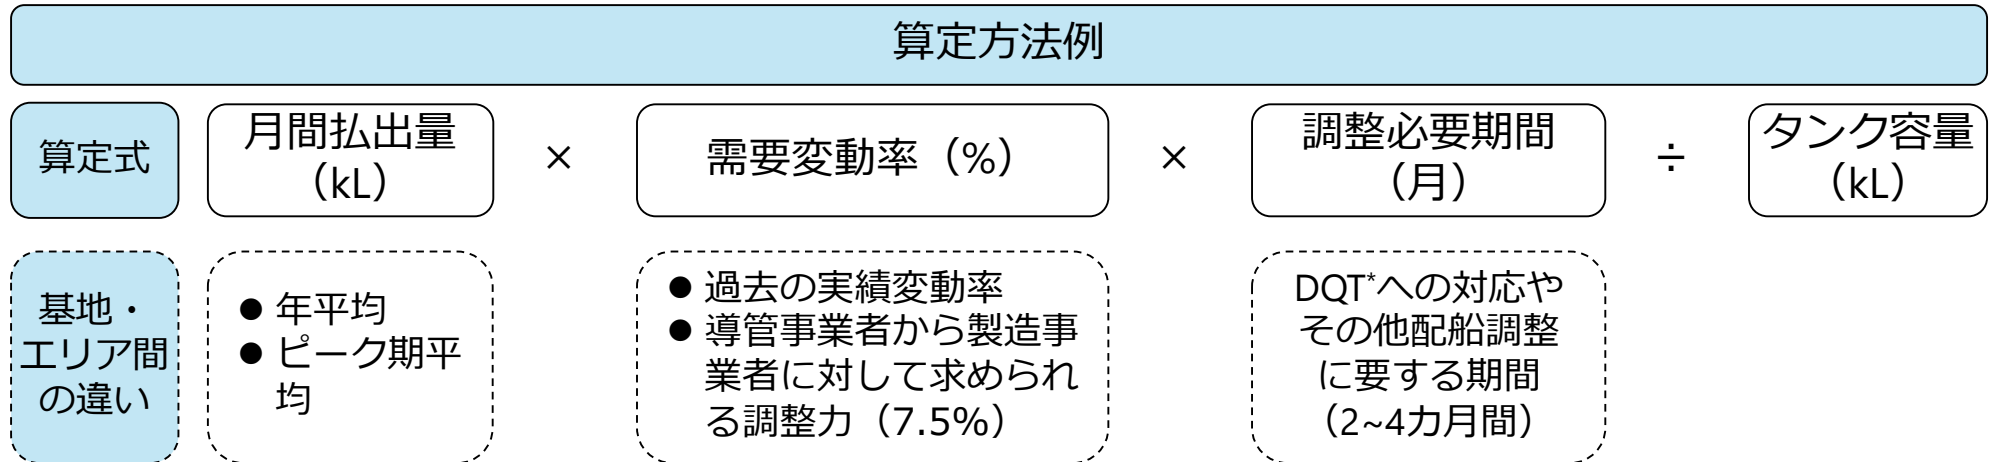 算定方法例
算定式
月間払出量
（kL）
×
需要変動率（%）
×
調整必要期間
（月）
÷
タンク容量
（kL）
基地・
エリア間
の違い
● 年平均
● ピーク期平
均
● 過去の実績変動率
● 導管事業者から製造事
業者に対して求められ
る調整力（7.5%）
DQT*への対応や
その他配船調整
に要する期間
（2~4カ月間）